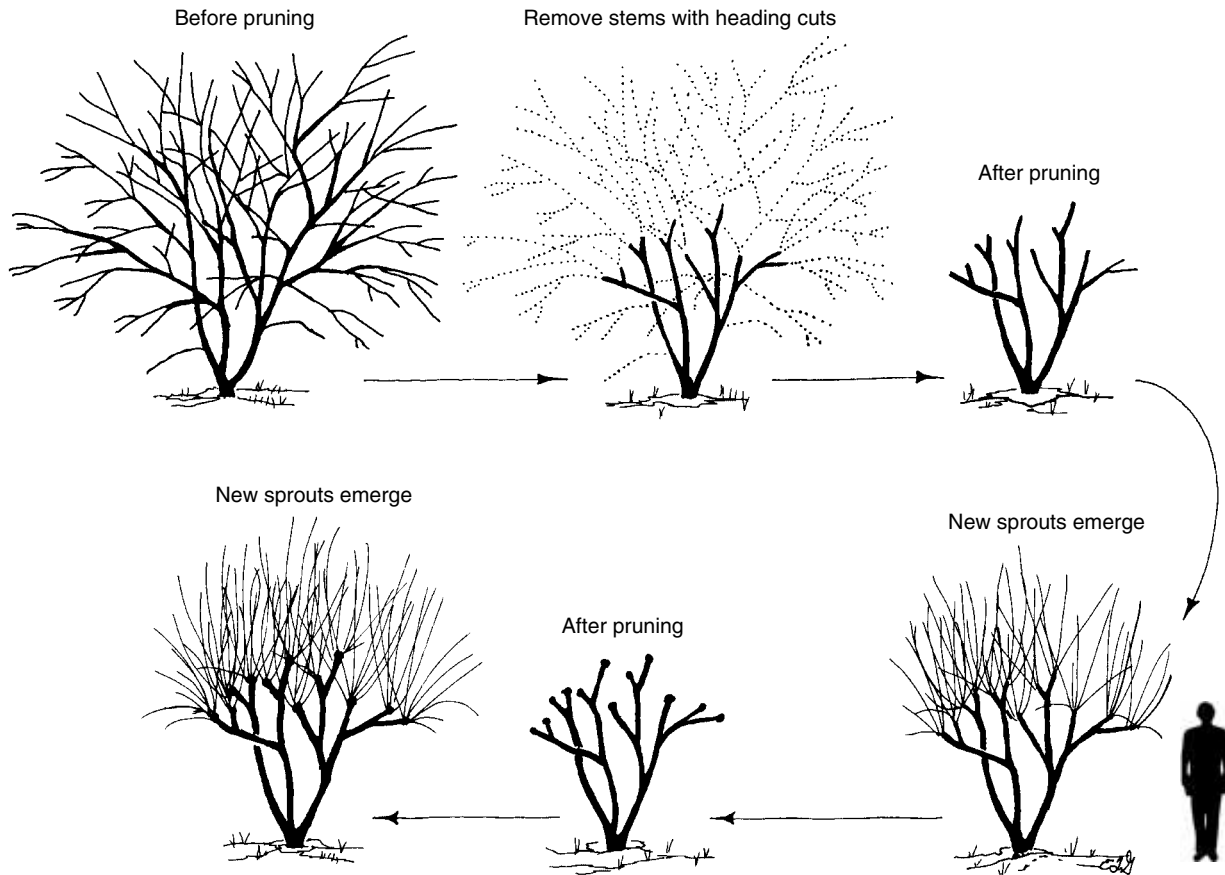 Before pruning
Remove stems with heading cuts
After pruning
New sprouts emerge
After pruning
New sprouts emerge